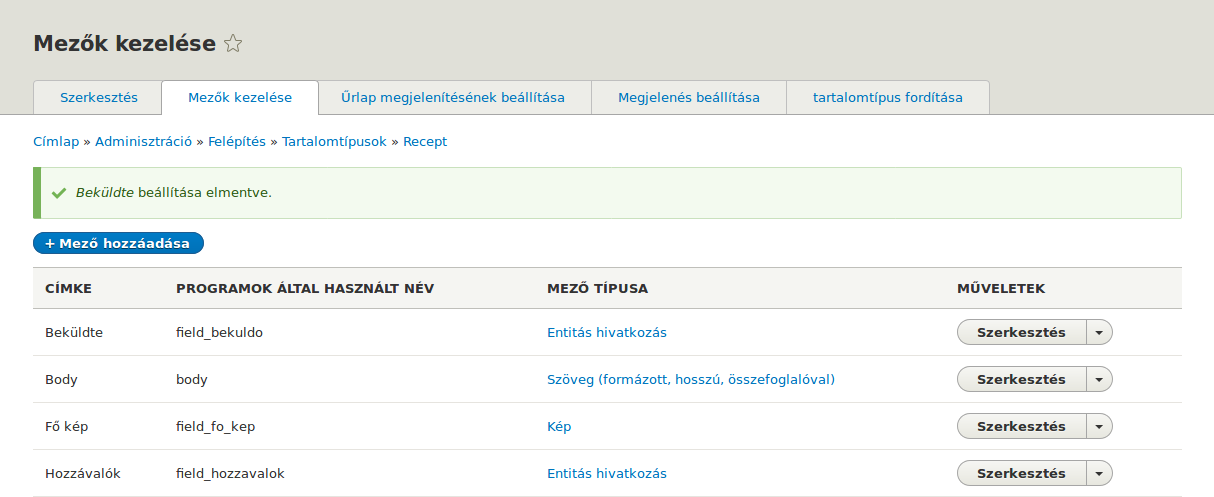 Mezők kezelése
Szerkesztés Mezők kezelése Űrlap megjelenítésének beállítása Megjelenés beállítása tartalomtípus fordítása
Címlap » Adminisztráció » Felépítés » Tartalomtípusok » Recept
Beküldte beállítása elmentve.
+ Mező hozzáadása
CÍMKE PROGRAMOK ÁLTAL HASZNÁLT NÉV MEZŐ TÍPUSA MŰVELETEK
Beküldte field_bekuldo Entitás hivatkozás Szerkesztés
Body body Szöveg (formázott, hosszú, összefoglalóval) Szerkesztés
Fő kép field_fo_kep Kép Szerkesztés
Hozzávalók field_hozzavalok Entitás hivatkozás Szerkesztés